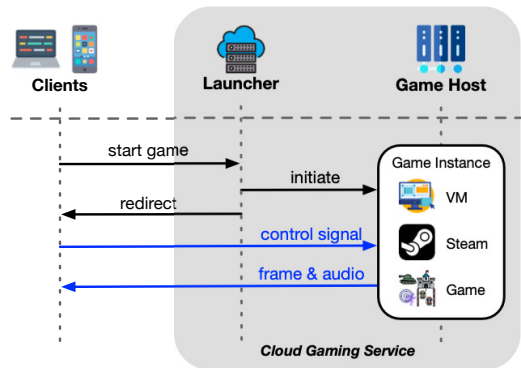 Clients
Launcher
Game Host
start game
Game Instance
initiate
VM
redirect
control signal
Steam
frame & audio
Game
Cloud Gaming Service